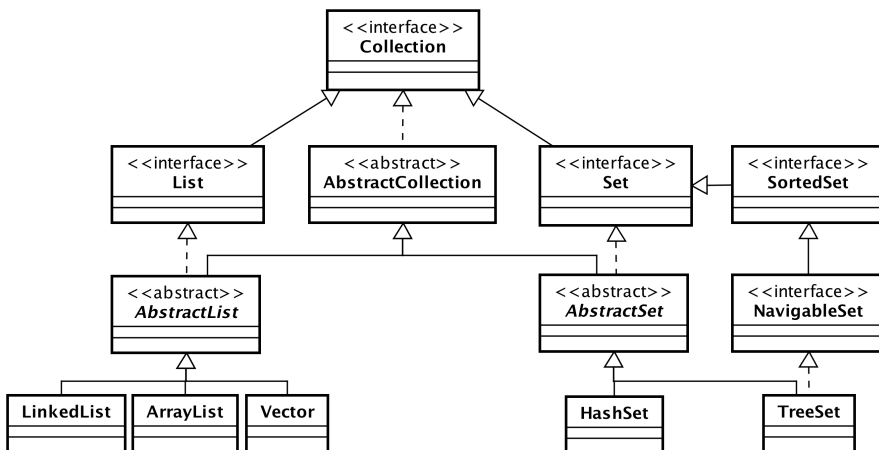 <<interface>>
Collection
<<interface>>
List
<<abstract>>
AbstractCollection
<<interface>>
Set
<<interface>>
SortedSet
<<abstract>>
AbstractList
<<abstract>>
AbstractSet
<<interface>>
NavigableSet
LinkedList
ArrayList
Vector
HashSet
TreeSet